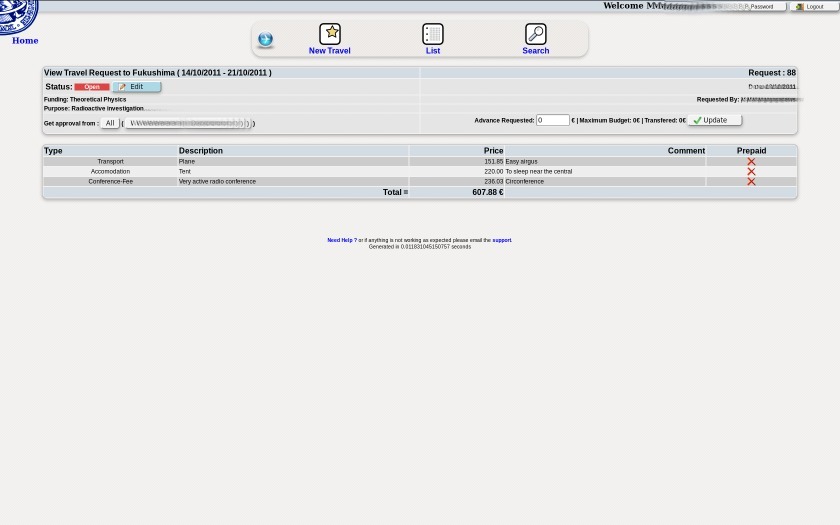 Welcome
Password
Logout
Home
New Travel
List
Search
View Travel Request to Fukushima ( 14/10/2011 - 21/10/2011 )
Request : 88
Status: Open Edit
Funding: Theoretical Physics
Requested By:
Purpose: Radioactive investigation
Get approval from : All ( )
Advance Requested: 0 € | Maximum Budget: 0€ | Transfered: 0€ Update
Type Description Price Comment Prepaid
Transport Plane 151.85 Easy airgus
Accomodation Tent 220.00 To sleep near the central
Conference-Fee Very active radio conference 236.03 Circonference
Total = 607.88 €
Need Help ? or if anything is not working as expected please email the support.
Generated in 0.011831045150757 seconds